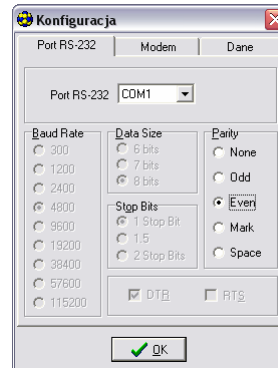 Konfiguracja
Port RS-232
Modem
Dane
Port RS-232
COM1
Baud Rate
300
1200
2400
4800
9600
19200
38400
57600
115200
Data Size
6 bits
7 bits
8 bits
Stop Bits
1 Stop Bit
1.5
2 Stop Bits
Parity
None
Odd
Even
Mark
Space
DTR
RTS
OK